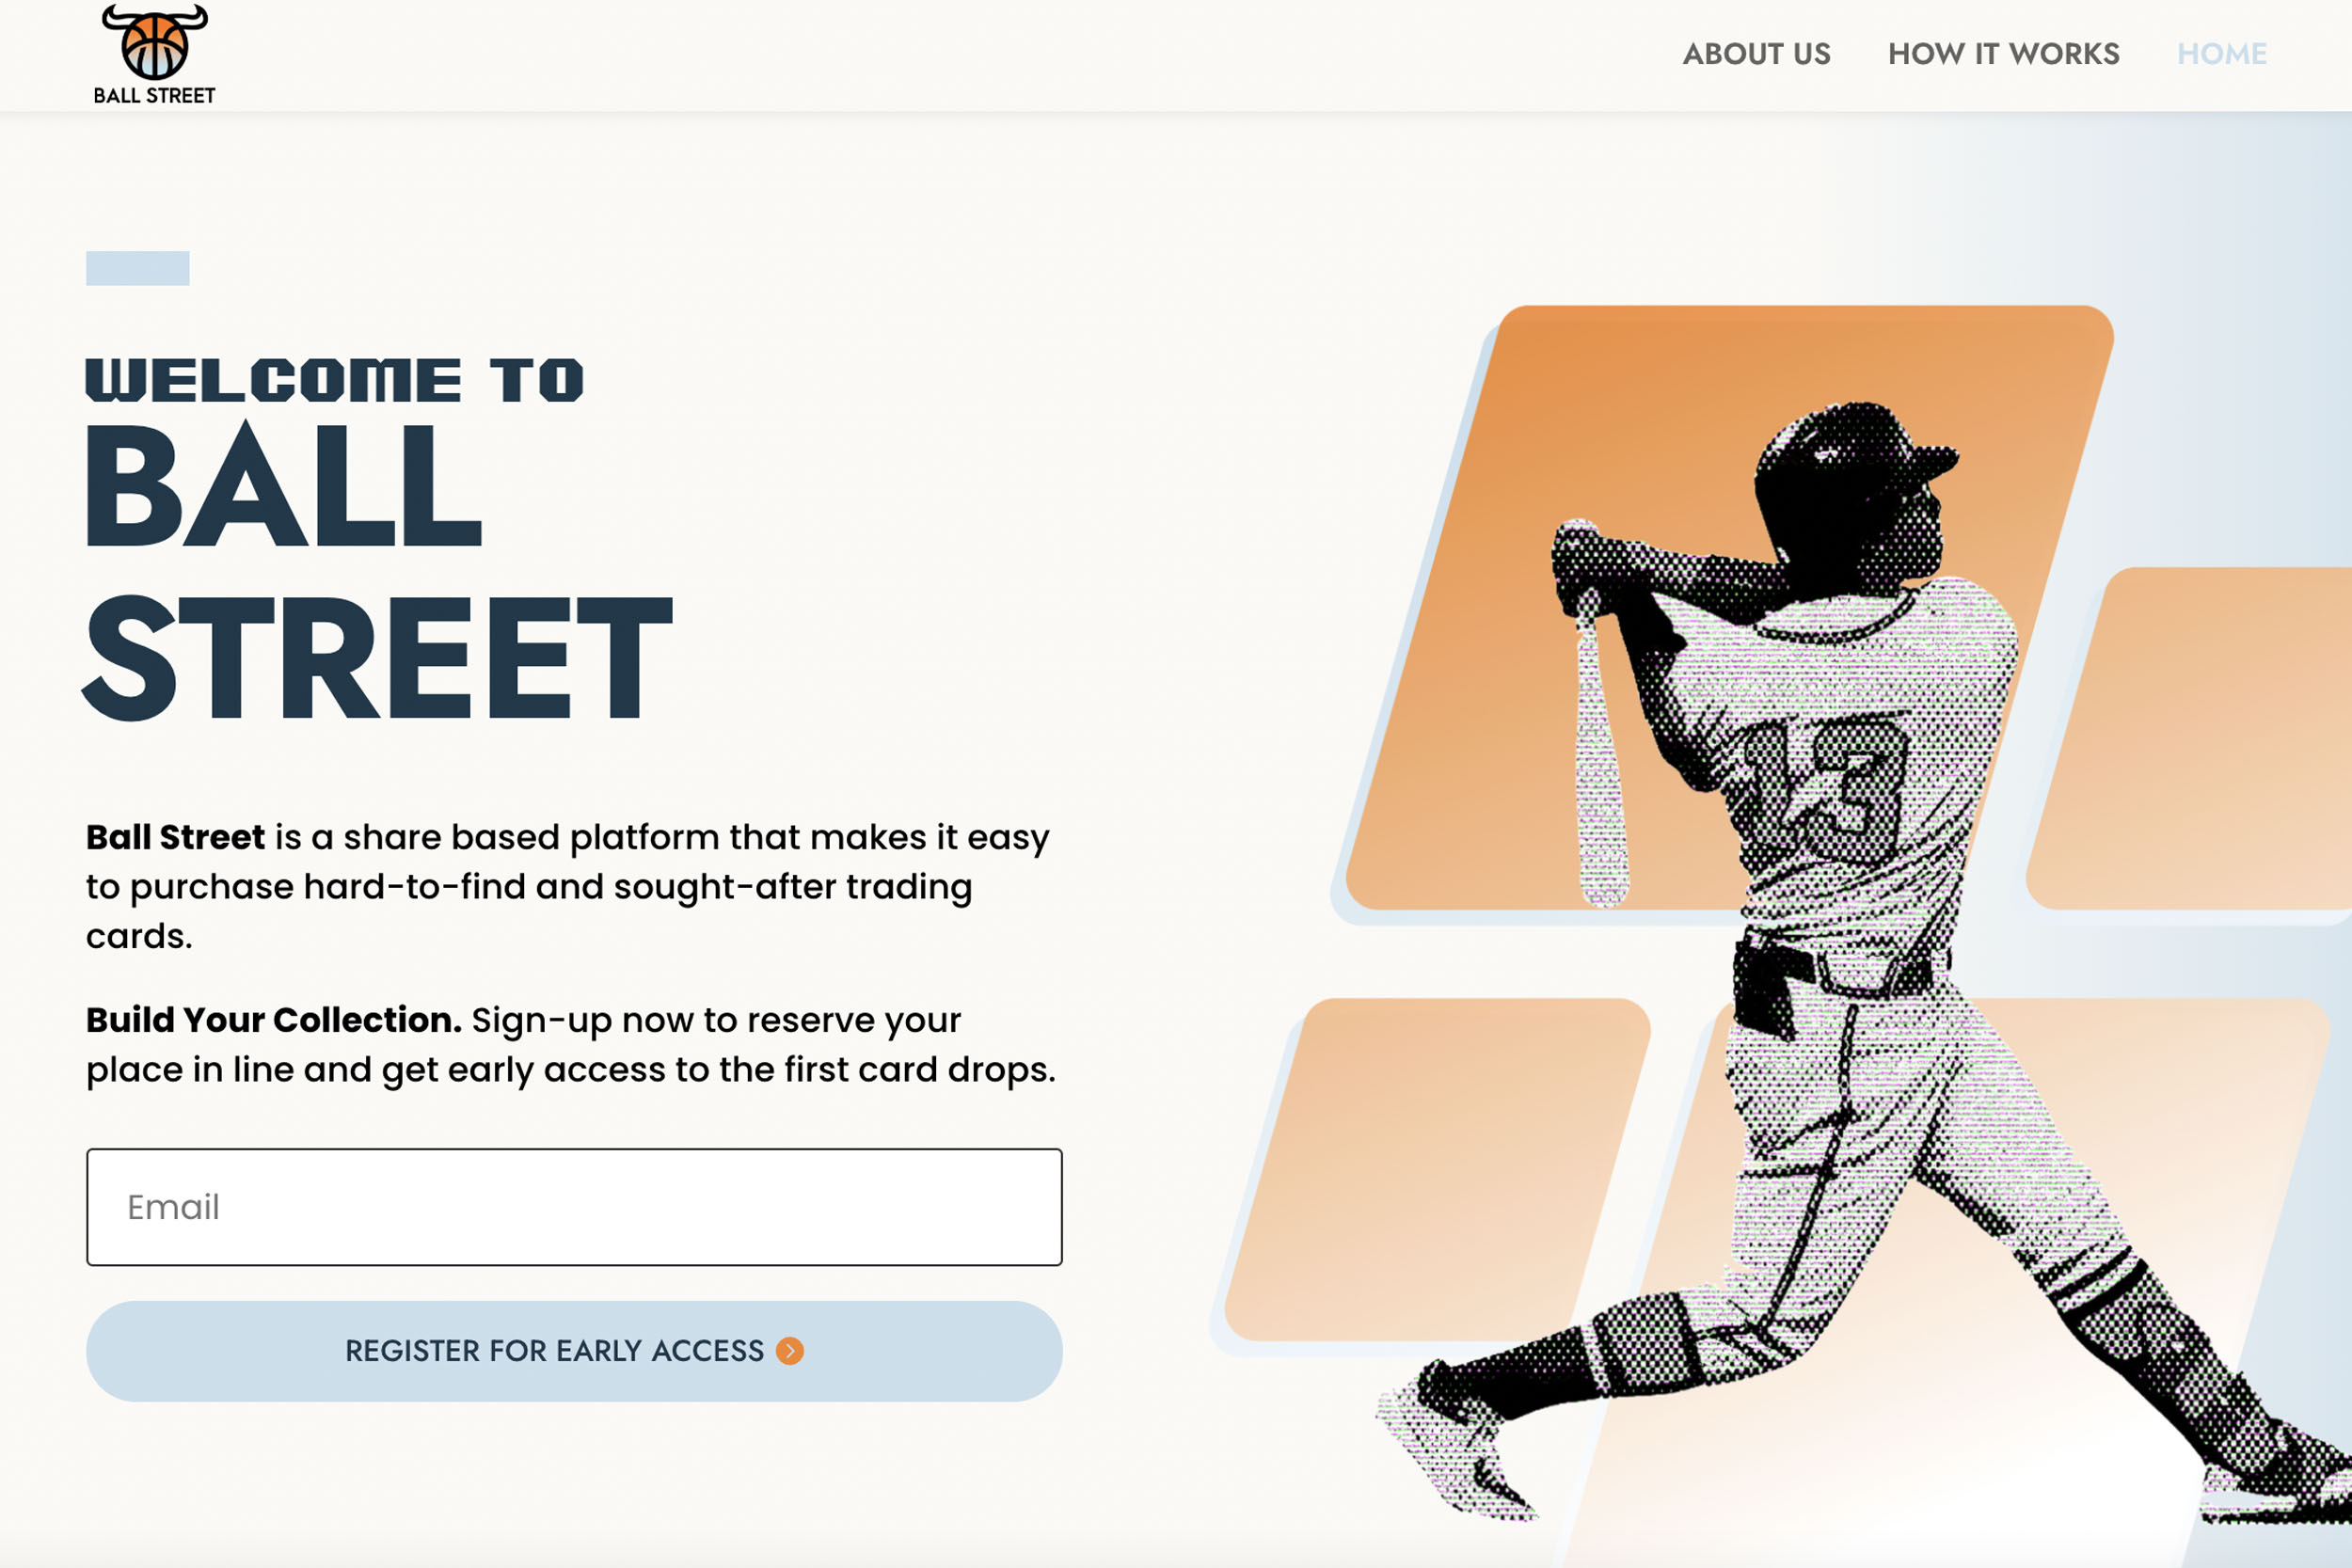 BALL STREET
ABOUT US
HOW IT WORKS
HOME
WELCOME TO
BALL
STREET
Ball Street is a share based platform that makes it easy
to purchase hard-to-find and sought-after trading
cards.
Build Your Collection. Sign-up now to reserve your
place in line and get early access to the first card drops.
Email
REGISTER FOR EARLY ACCESS
13